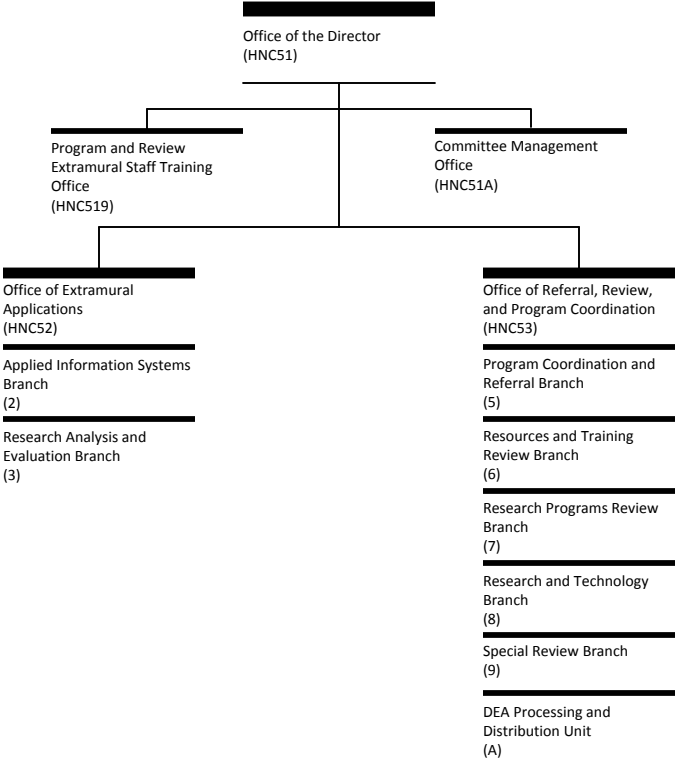 Office of the Director
(HNC51)
Program and Review
Extramural Staff Training
Office
(HNC519)
Committee Management
Office
(HNC51A)
Office of Extramural
Applications
(HNC52)
Applied Information Systems
Branch
(2)
Research Analysis and
Evaluation Branch
(3)
Office of Referral, Review,
and Program Coordination
(HNC53)
Program Coordination and
Referral Branch
(5)
Resources and Training
Review Branch
(6)
Research Programs Review
Branch
(7)
Research and Technology
Branch
(8)
Special Review Branch
(9)
DEA Processing and
Distribution Unit
(A)